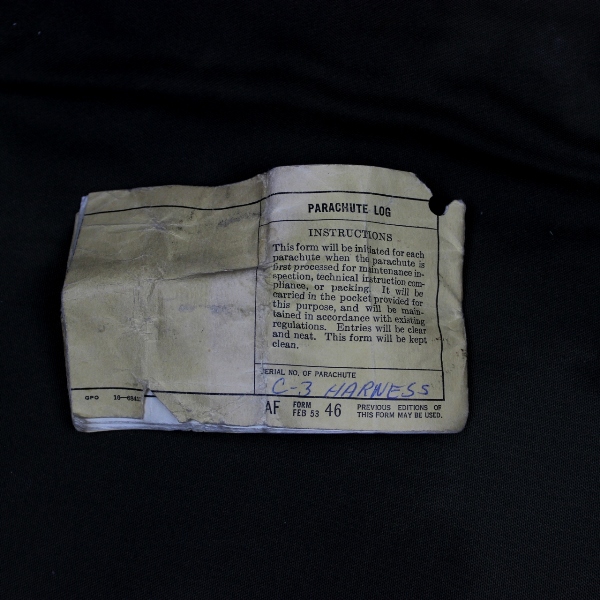 PARACHUTE LOG
INSTRUCTIONS
This form will be initiated for each
parachute when the parachute is
first processed for maintenance in-
spection, technical instruction com-
pliance, or packing. It will be
carried in the pocket provided for
this purpose, and will be main-
tained in accordance with existing
regulations. Entries will be clear
and neat. This form will be kept
clean.
SERIAL NO. OF PARACHUTE
C-3 HARNESS
AF FORM FEB 53 46
PREVIOUS EDITIONS OF
THIS FORM MAY BE USED.
GPO